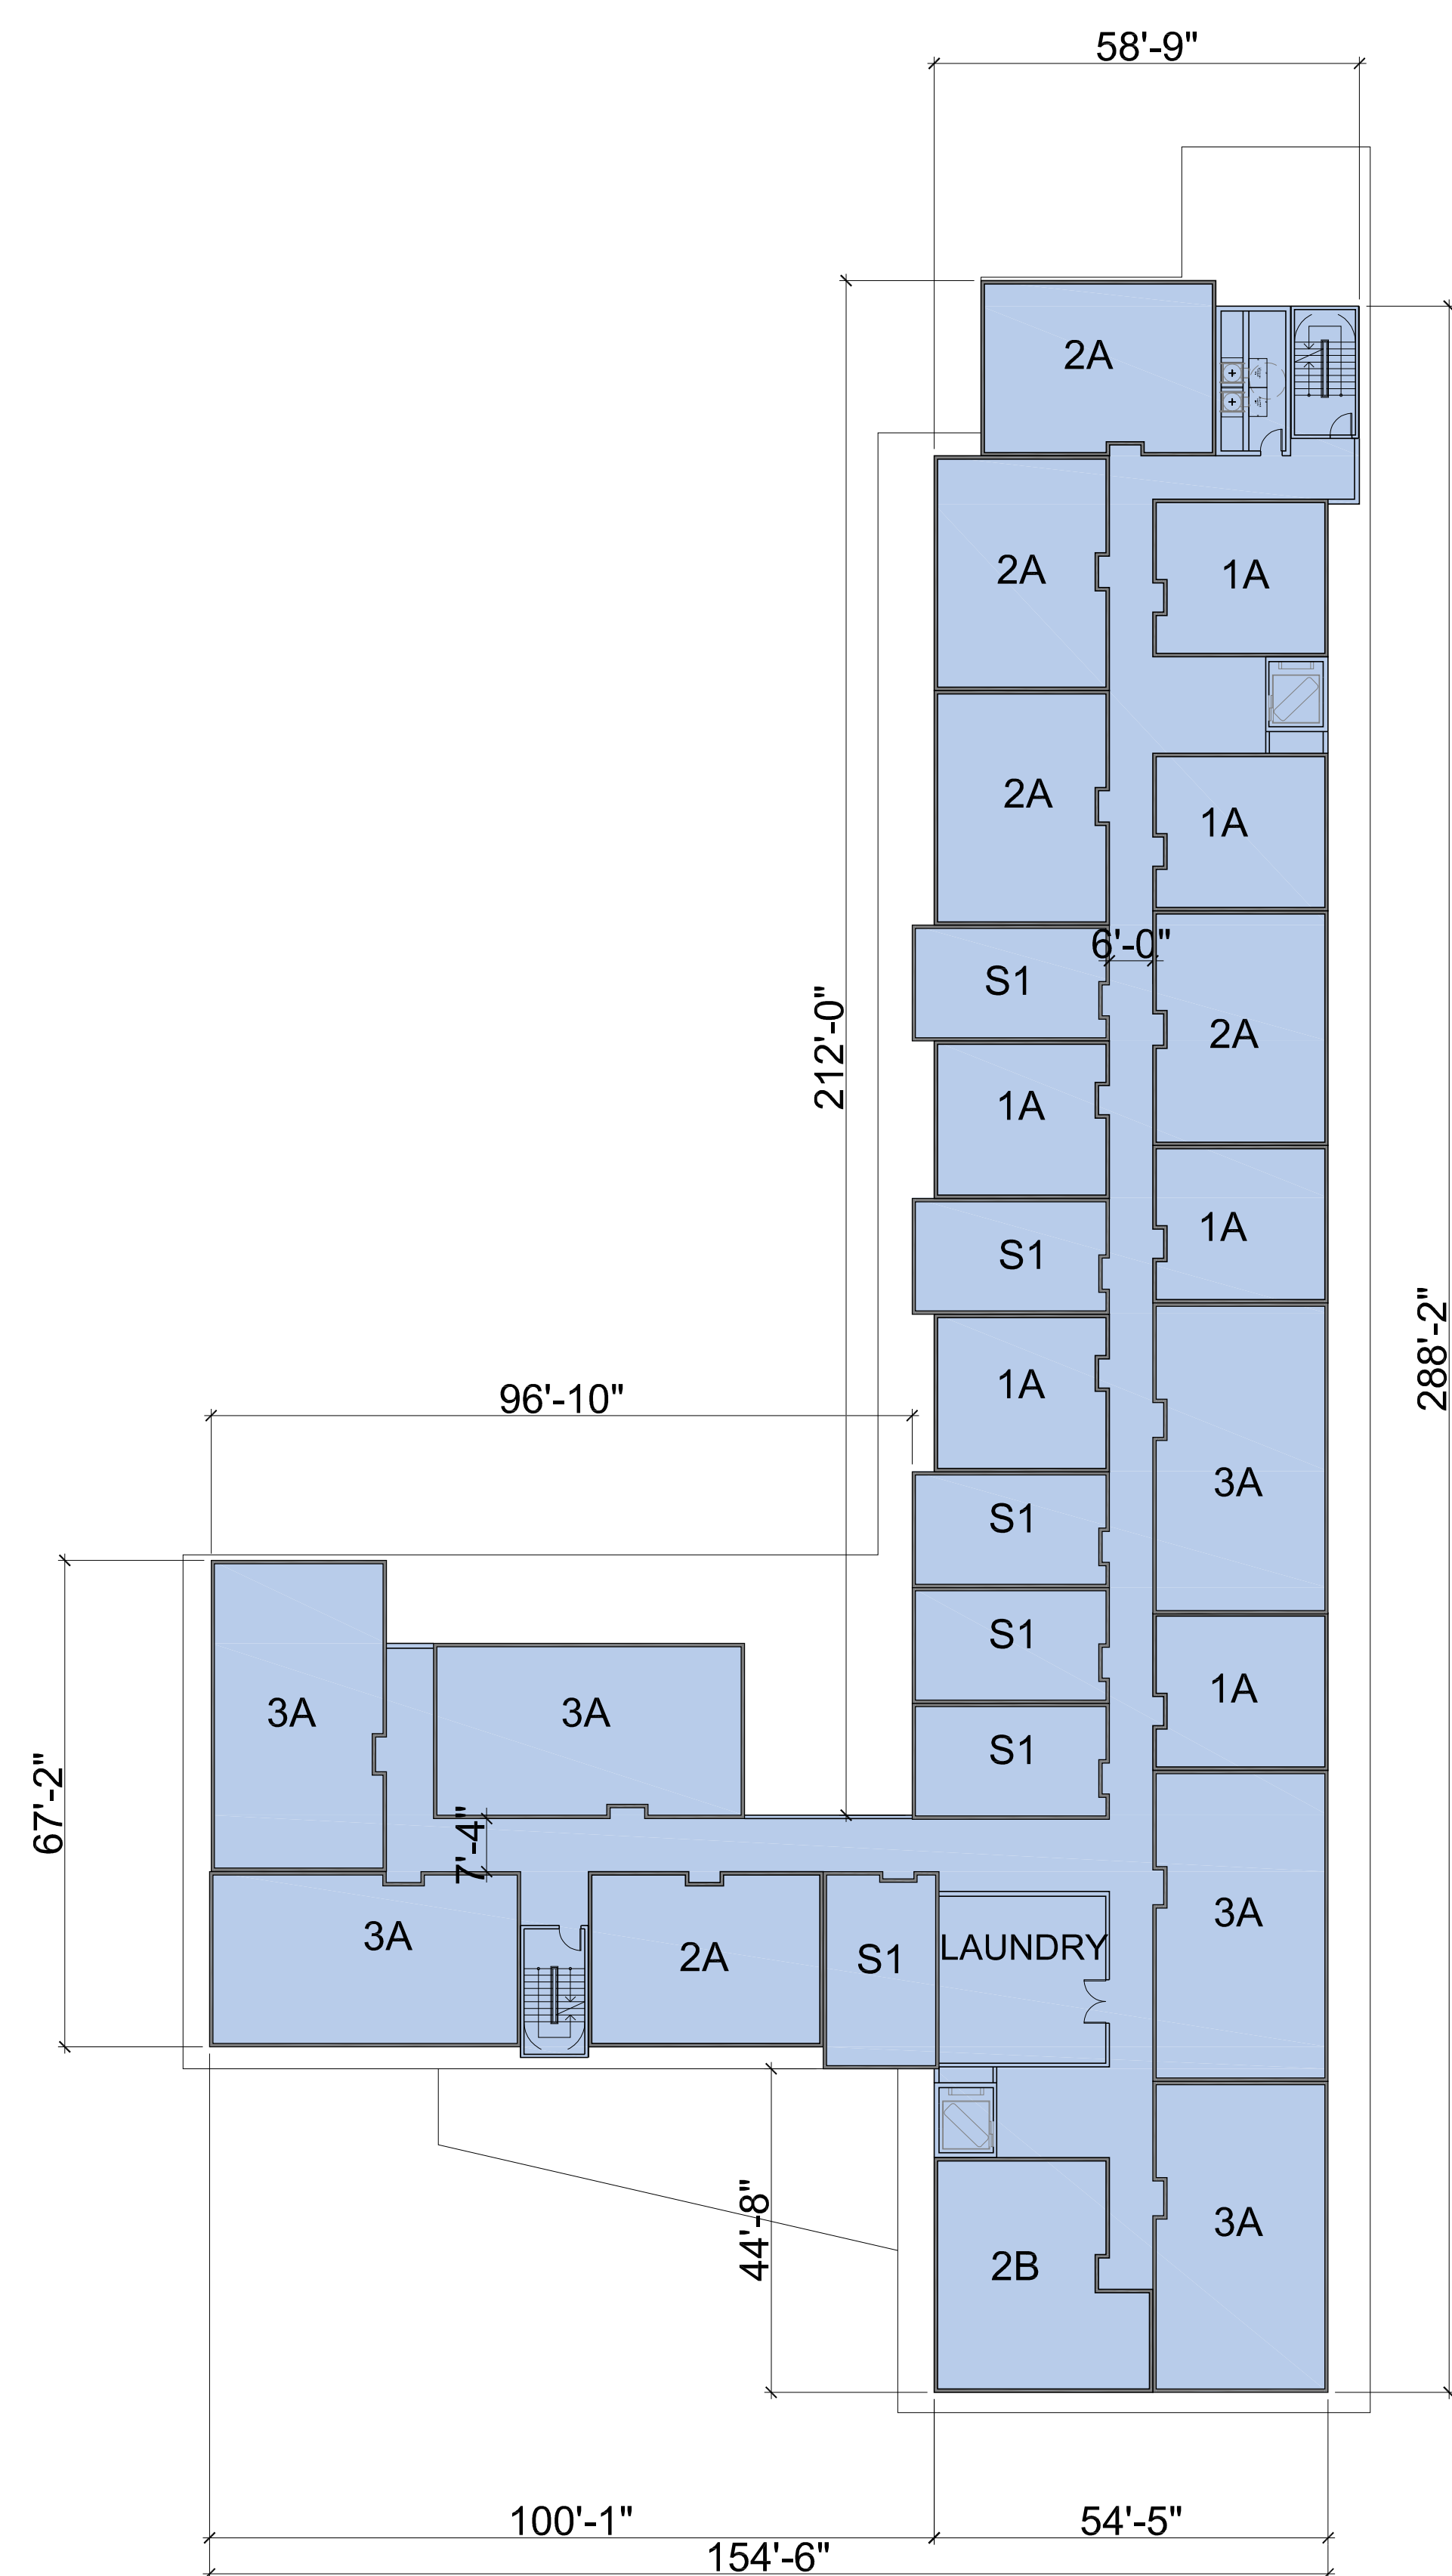 58'-9"
2A
2A
1A
2A
1A
6'-0"
S1
2A
212'-0"
1A
1A
S1
288'-2"
1A
96'-10"
3A
S1
S1
1A
3A
3A
S1
67'-2"
7'-4"
3A
3A
2A
S1
LAUNDRY
44'-8"
3A
2B
100'-1"
54'-5"
154'-6"